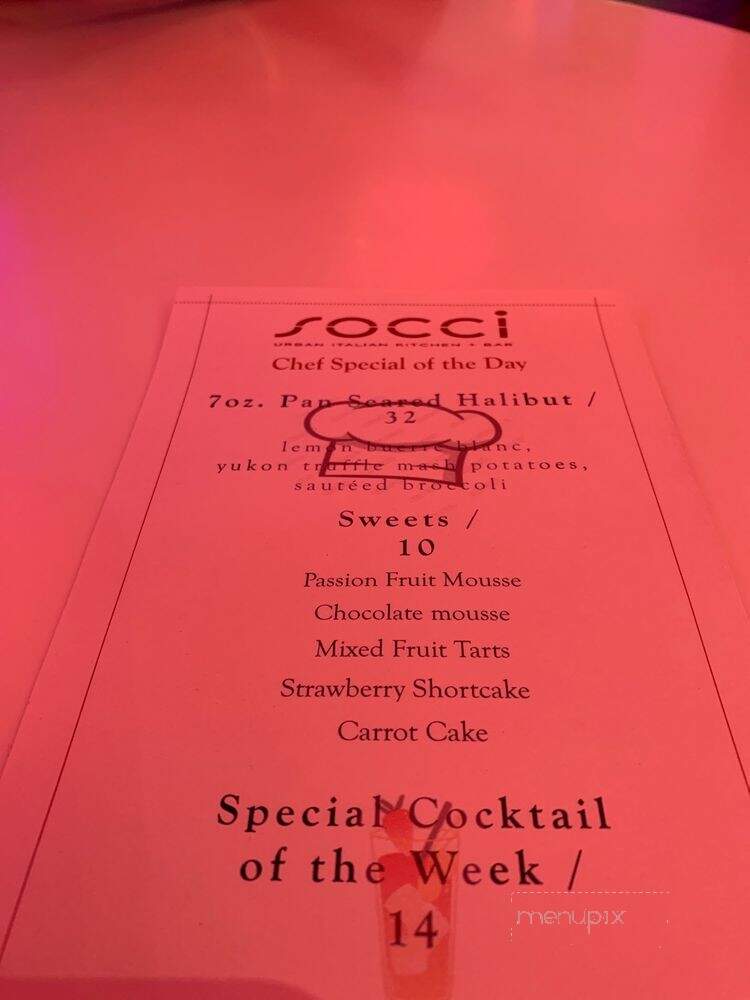 socci
URBAN ITALIAN KITCHEN + BAR
Chef Special of the Day
7oz. Pan Seared Halibut /
32
lemon buerre blanc,
yukon truffle mash potatoes,
sautéed broccoli
Sweets /
10
Passion Fruit Mousse
Chocolate mousse
Mixed Fruit Tarts
Strawberry Shortcake
Carrot Cake
Special Cocktail
of the Week /
14
menupix